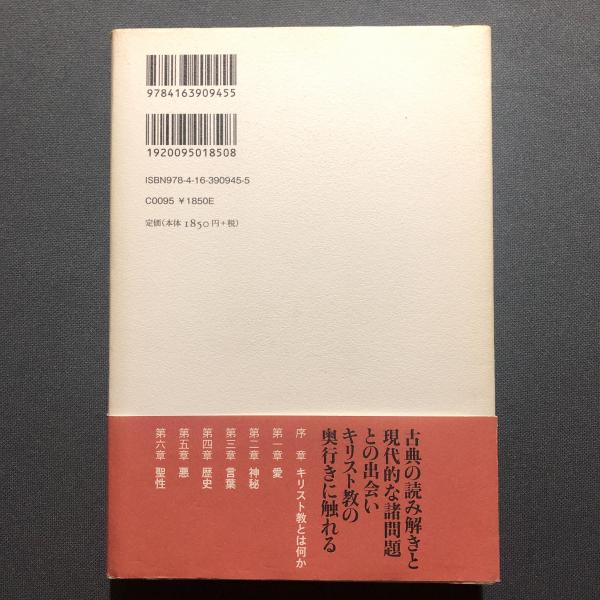 9784163909455
1920095018508
ISBN978-4-16-390945-5
C0095 ￥1850E
定価(本体 1850円+税)
古典の読み解きと
現代的な諸問題
との出会い
キリスト教の
奥行きに触れる
序 章 キリスト教とは何か
第一章 愛
第二章 神秘
第三章 言葉
第四章 歴史
第五章 悪
第六章 聖性